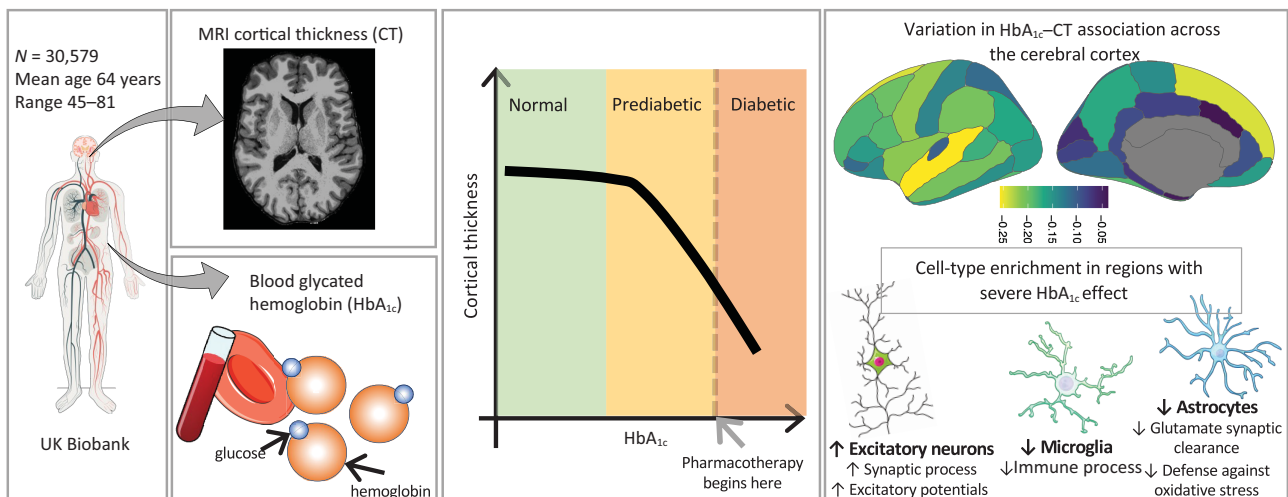 N = 30,579
Mean age 64 years
Range 45–81
UK Biobank
MRI cortical thickness (CT)
Blood glycated
hemoglobin (HbA1c)
glucose
hemoglobin
Normal
Prediabetic
Diabetic
Cortical thickness
HbA1c
Pharmacotherapy
begins here
Variation in HbA1c–CT association across
the cerebral cortex
−0.25
−0.20
−0.15
−0.10
−0.05
Cell-type enrichment in regions with
severe HbA1c effect
↑ Excitatory neurons
↑ Synaptic process
↑ Excitatory potentials
↓ Microglia
↓Immune process
↓ Astrocytes
↓ Glutamate synaptic
clearance
↓ Defense against
oxidative stress